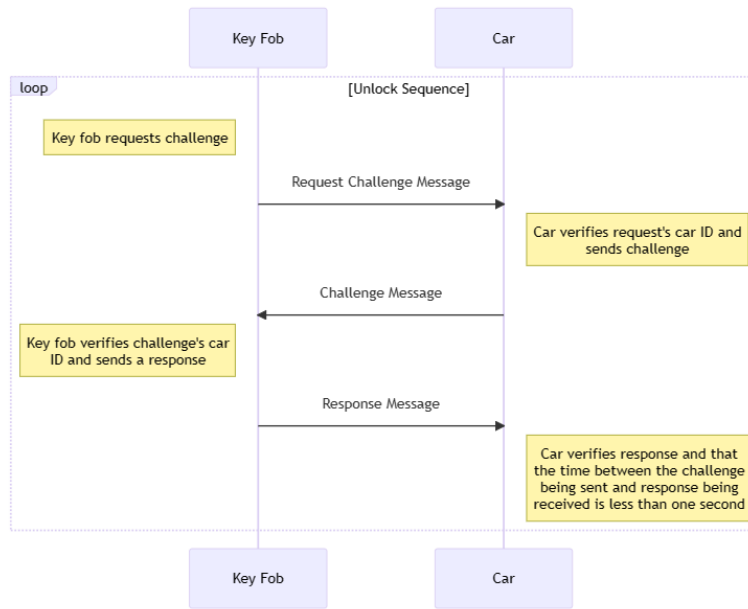 Key Fob
Car
loop
[Unlock Sequence]
Key fob requests challenge
Request Challenge Message
Car verifies request's car ID and
sends challenge
Challenge Message
Key fob verifies challenge's car
ID and sends a response
Response Message
Car verifies response and that
the time between the challenge
being sent and response being
received is less than one second
Key Fob
Car